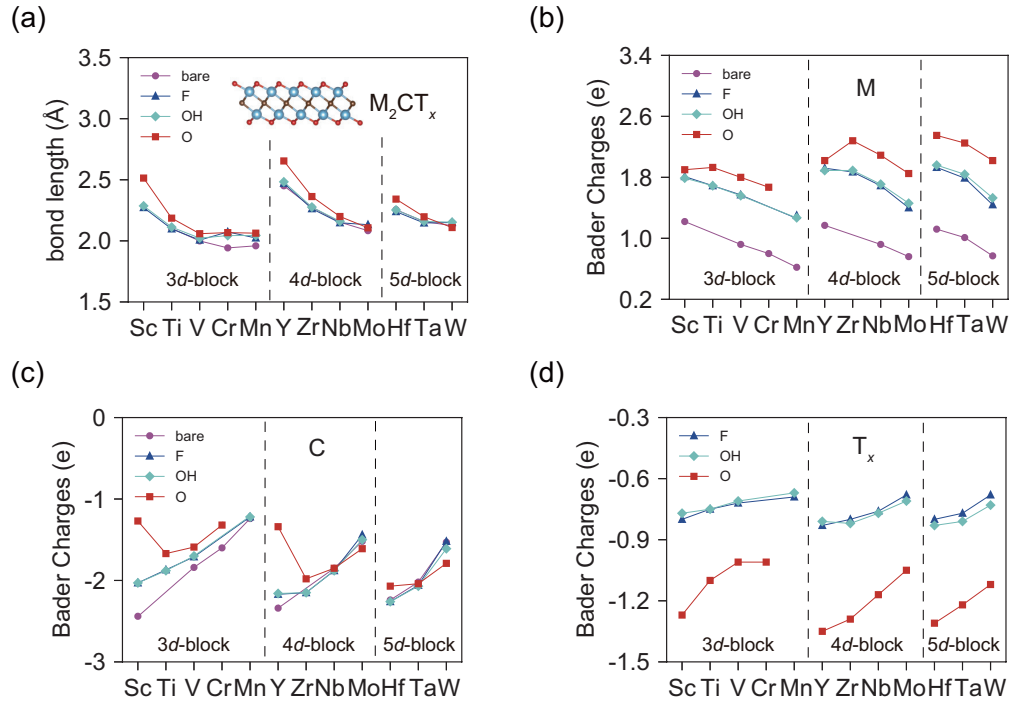 (a)
bond length (Å)
3.5
3.0
2.5
2.0
1.5
bare
F
OH
O
M₂CTₓ
3d-block
4d-block
5d-block
Sc Ti V Cr Mn Y Zr Nb Mo Hf Ta W
(b)
Bader Charges (e)
3.4
2.6
1.8
1.0
0.2
bare
F
OH
O
M
3d-block
4d-block
5d-block
Sc Ti V Cr Mn Y Zr Nb Mo Hf Ta W
(c)
Bader Charges (e)
0
-1
-2
-3
bare
F
OH
O
C
3d-block
4d-block
5d-block
Sc Ti V Cr Mn Y Zr Nb Mo Hf Ta W
(d)
Bader Charges (e)
-0.3
-0.6
-0.9
-1.2
-1.5
F
OH
O
Tₓ
3d-block
4d-block
5d-block
Sc Ti V Cr Mn Y Zr Nb Mo Hf Ta W